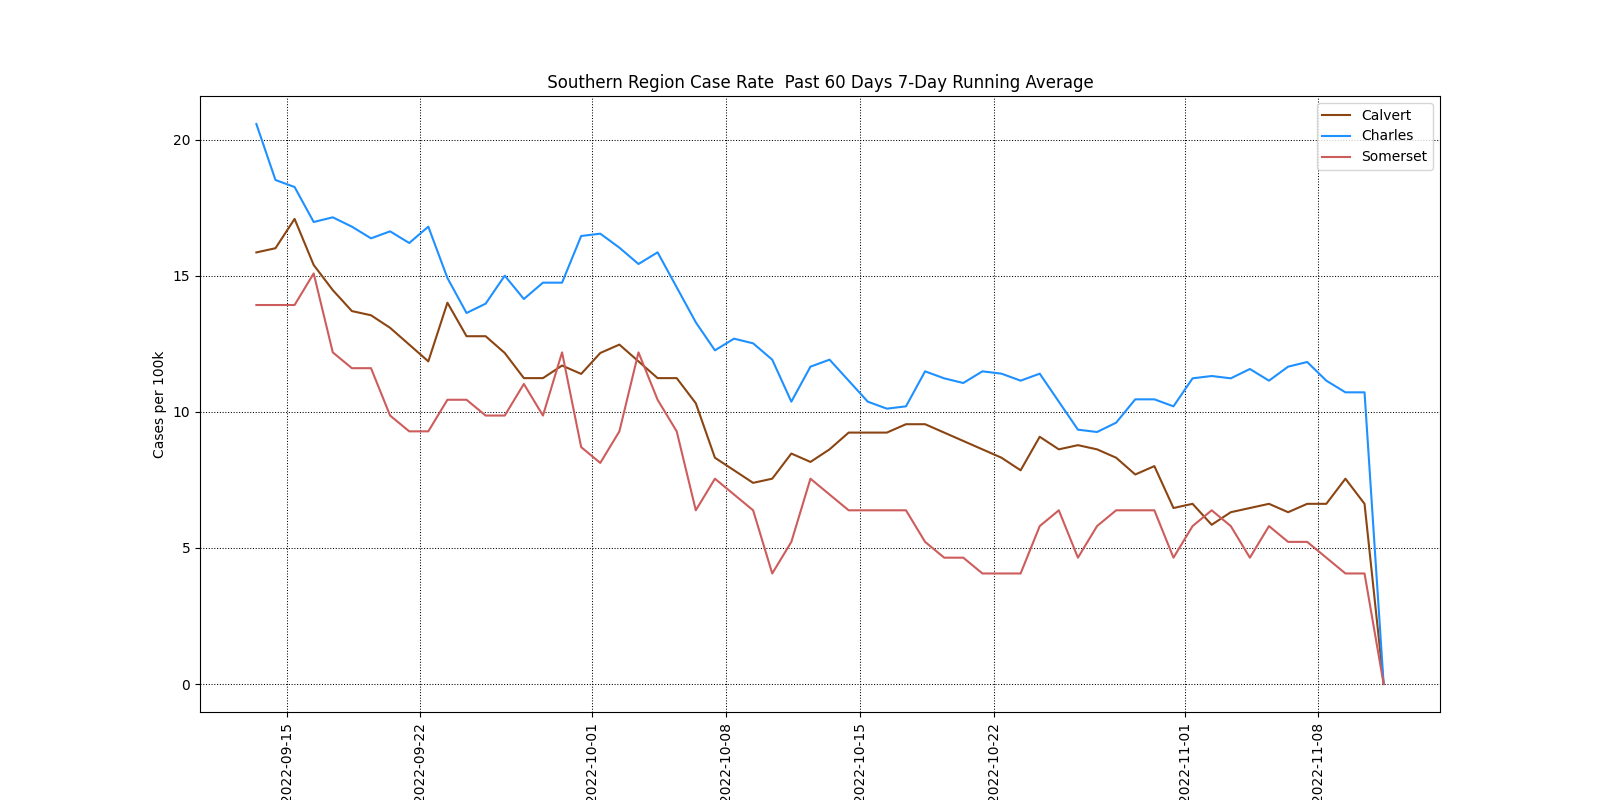 Southern Region Case Rate  Past 60 Days 7-Day Running Average
Calvert
Charles
Somerset
Cases per 100k
20
15
10
5
0
2022-09-15
2022-09-22
2022-10-01
2022-10-08
2022-10-15
2022-10-22
2022-11-01
2022-11-08